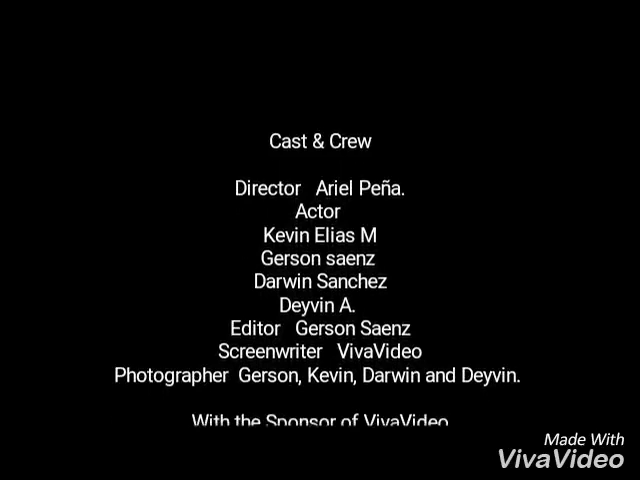 Cast & Crew
Director Ariel Peña.
Actor
Kevin Elias M
Gerson saenz
Darwin Sanchez
Deyvin A.
Editor Gerson Saenz
Screenwriter VivaVideo
Photographer Gerson, Kevin, Darwin and Deyvin.
With the Sponsor of VivaVideo
Made With
VivaVideo